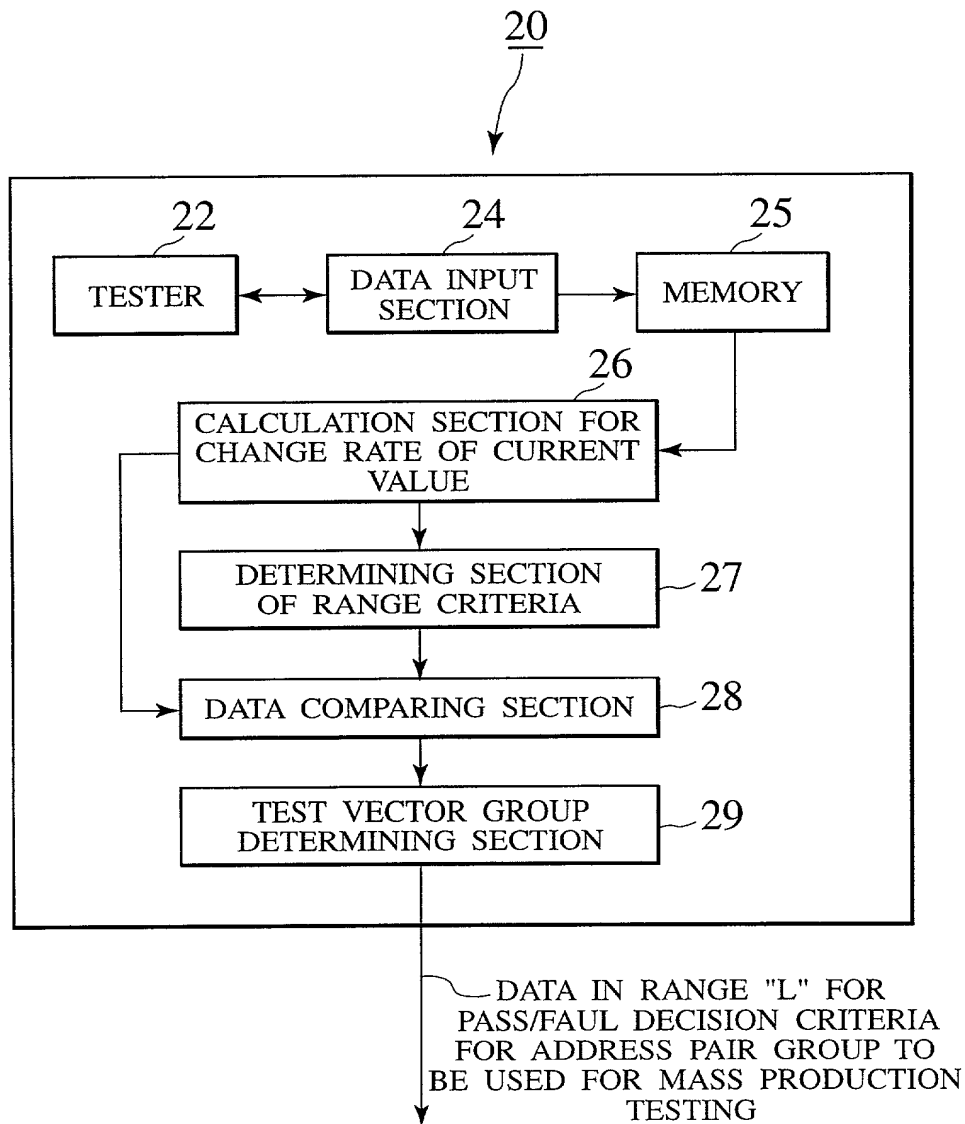 20
22
24
25
TESTER
DATA INPUT
SECTION
MEMORY
26
CALCULATION SECTION FOR
CHANGE RATE OF CURRENT
VALUE
DETERMINING SECTION
OF RANGE CRITERIA
27
DATA COMPARING SECTION
28
TEST VECTOR GROUP
DETERMINING SECTION
29
DATA IN RANGE "L" FOR
PASS/FAUL DECISION CRITERIA
FOR ADDRESS PAIR GROUP TO
BE USED FOR MASS PRODUCTION
TESTING